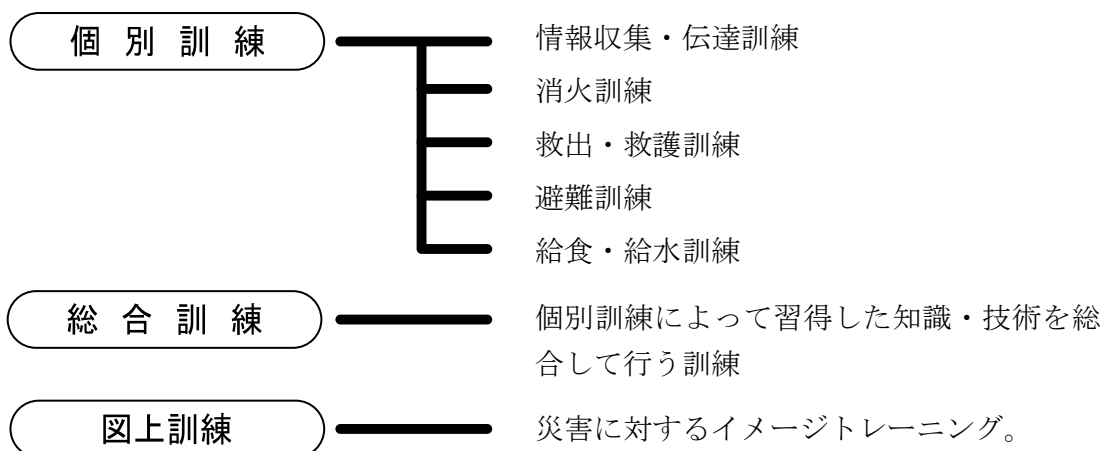 個別訓練
情報収集・伝達訓練
消火訓練
救出・救護訓練
避難訓練
給食・給水訓練
総合訓練
個別訓練によって習得した知識・技術を総
合して行う訓練
図上訓練
災害に対するイメージトレーニング。